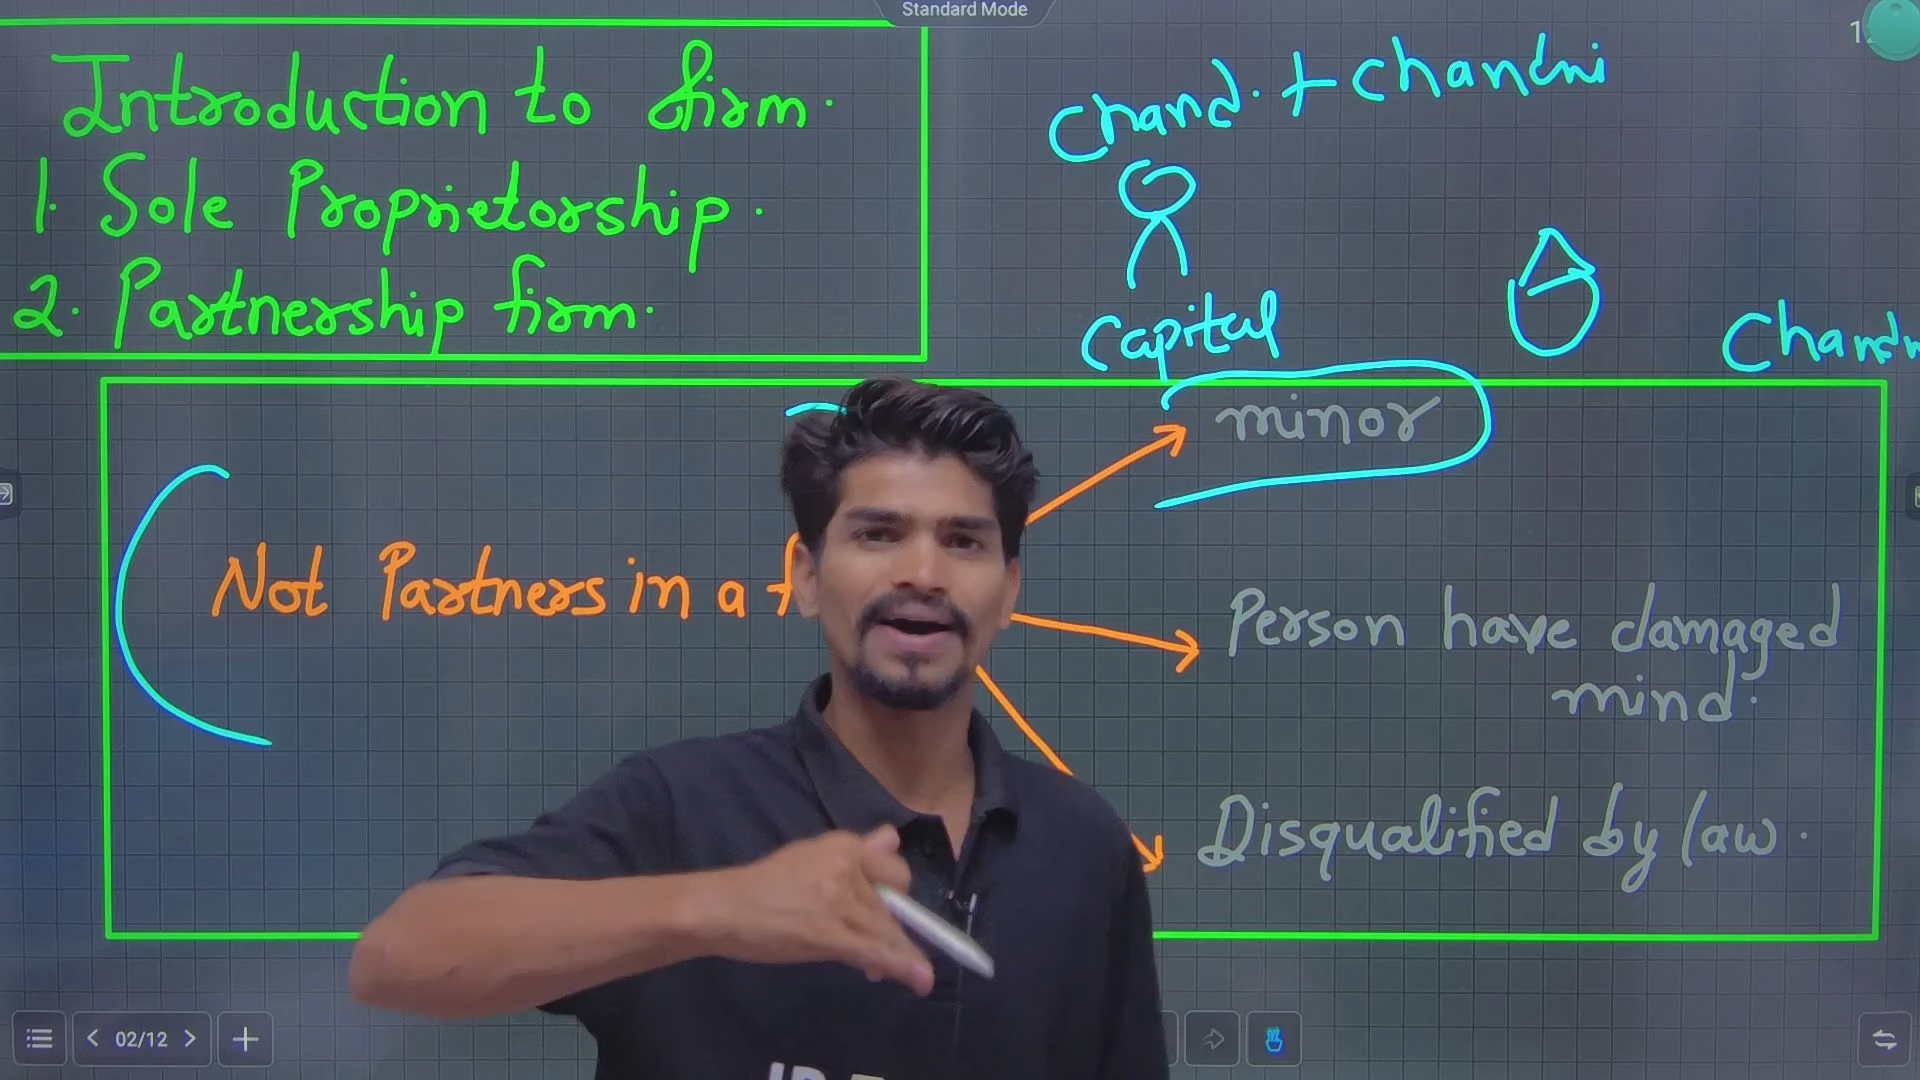 Standard Mode
Introduction to firm.
1. Sole Proprietorship.
2. Partnership firm.
Chand. + Chandni
Capital
minor
Not Partners in a f
Person have damaged
mind.
Disqualified by law.
02/12